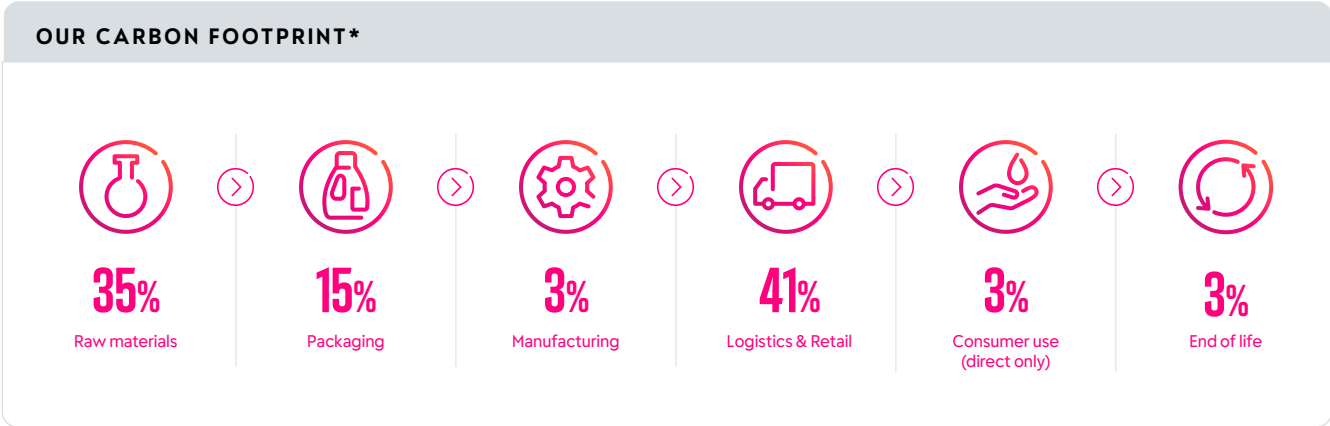 OUR CARBON FOOTPRINT*
35%
Raw materials
15%
Packaging
3%
Manufacturing
41%
Logistics & Retail
3%
Consumer use
(direct only)
3%
End of life